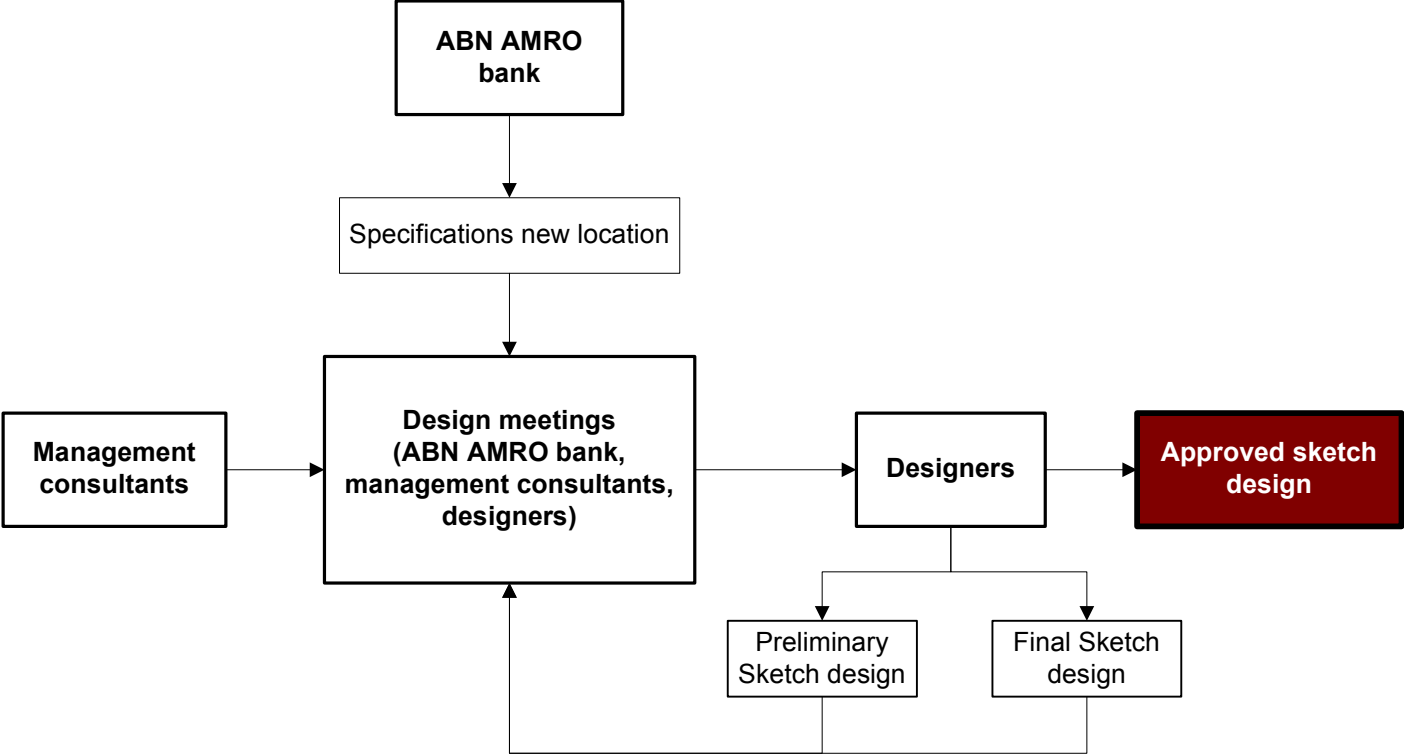 ABN AMRO
bank
Specifications new location
Management
consultants
Design meetings
(ABN AMRO bank,
management consultants,
designers)
Designers
Approved sketch
design
Preliminary
Sketch design
Final Sketch
design